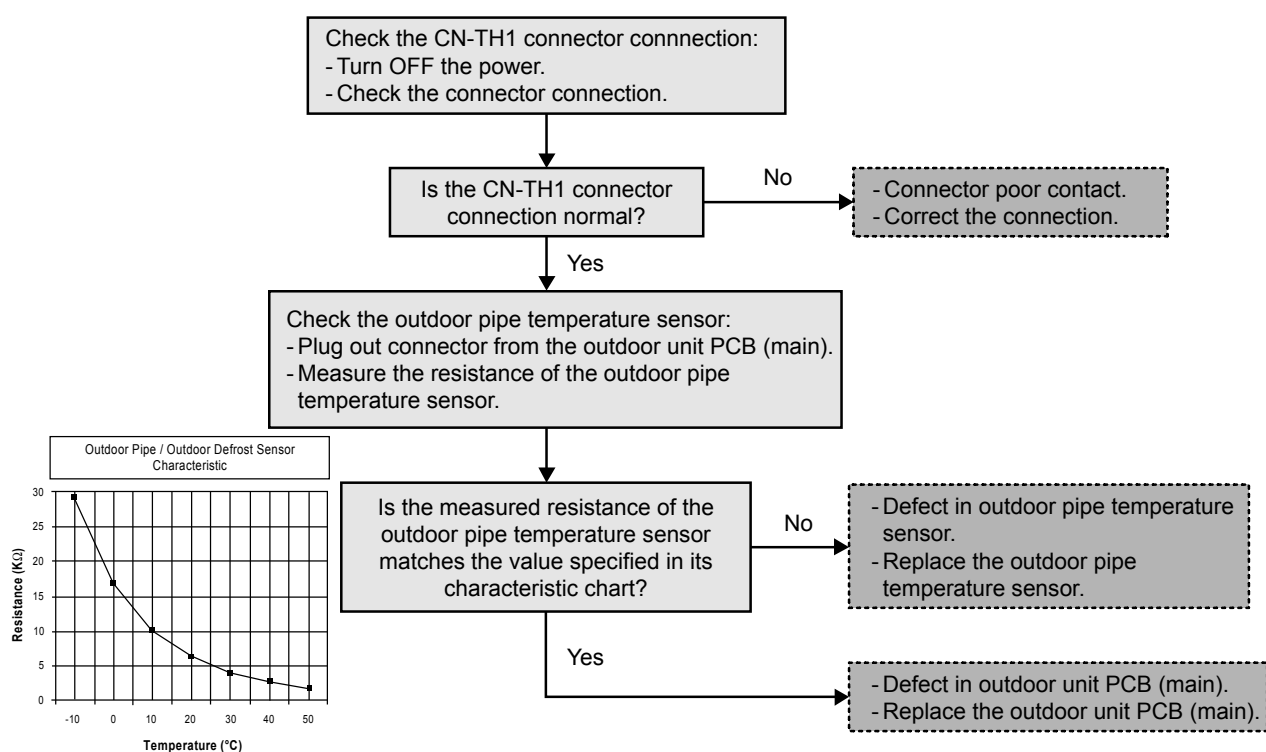 Check the CN-TH1 connector connnection:
- Turn OFF the power.
- Check the connector connection.
Is the CN-TH1 connector
connection normal?
No
- Connector poor contact.
- Correct the connection.
Yes
Check the outdoor pipe temperature sensor:
- Plug out connector from the outdoor unit PCB (main).
- Measure the resistance of the outdoor pipe
temperature sensor.
Outdoor Pipe / Outdoor Defrost Sensor
Characteristic
Resistance (KΩ)
30
25
20
15
10
5
0
-10 0 10 20 30 40 50
Temperature (°C)
Is the measured resistance of the
outdoor pipe temperature sensor
matches the value specified in its
characteristic chart?
No
- Defect in outdoor pipe temperature
sensor.
- Replace the outdoor pipe
temperature sensor.
Yes
- Defect in outdoor unit PCB (main).
- Replace the outdoor unit PCB (main).